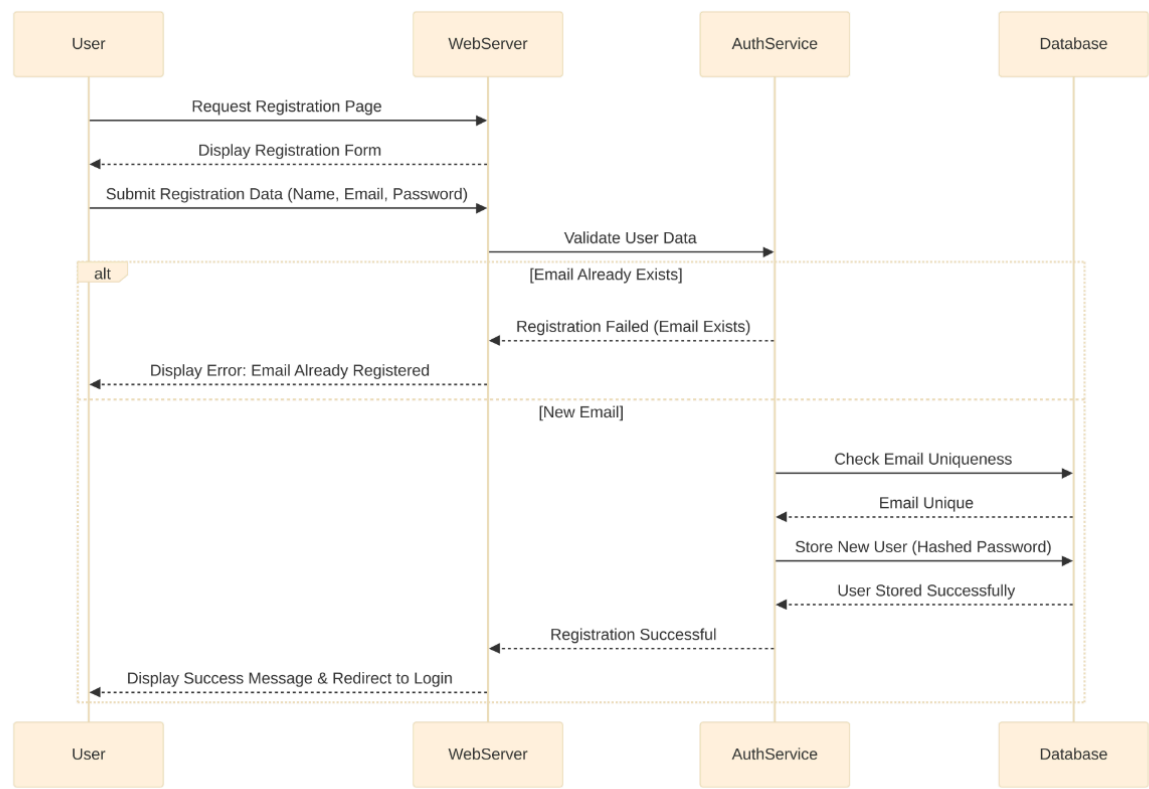 User
WebServer
AuthService
Database
Request Registration Page
Display Registration Form
Submit Registration Data (Name, Email, Password)
Validate User Data
alt
[Email Already Exists]
Registration Failed (Email Exists)
Display Error: Email Already Registered
[New Email]
Check Email Uniqueness
Email Unique
Store New User (Hashed Password)
User Stored Successfully
Registration Successful
Display Success Message & Redirect to Login
User
WebServer
AuthService
Database